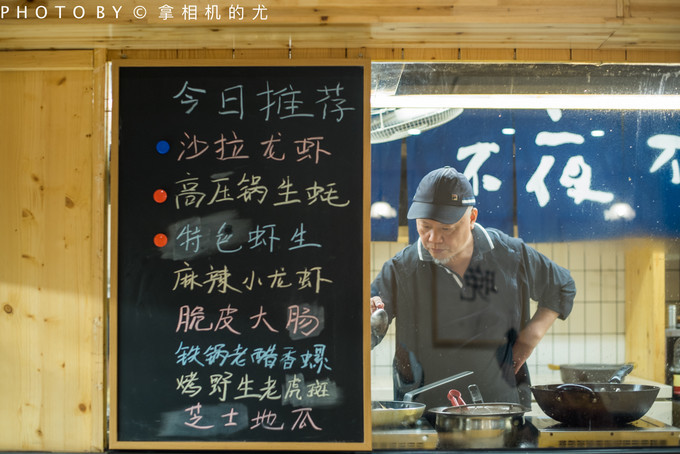 PHOTO BY © 拿相机的尤
今日推荐
沙拉龙虾
高压锅生蚝
特色虾生
麻辣小龙虾
脆皮大肠
铁锅老醋香螺
烤野生老虎斑
芝士地瓜
不夜不